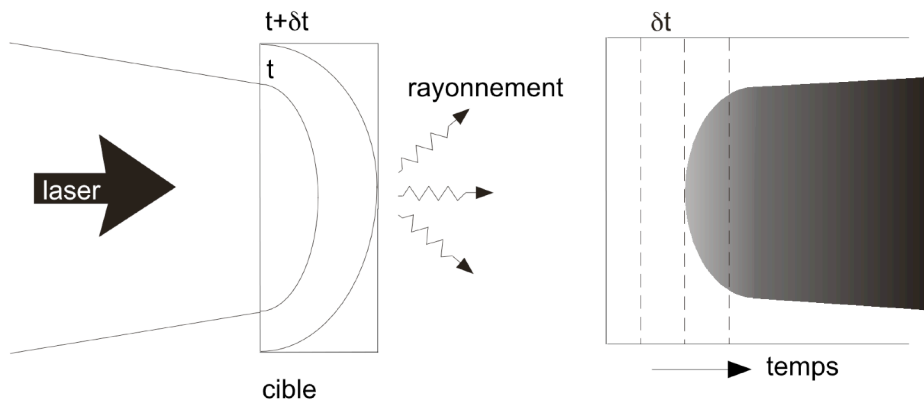 t+δt
t
laser
rayonnement
cible
δt
temps